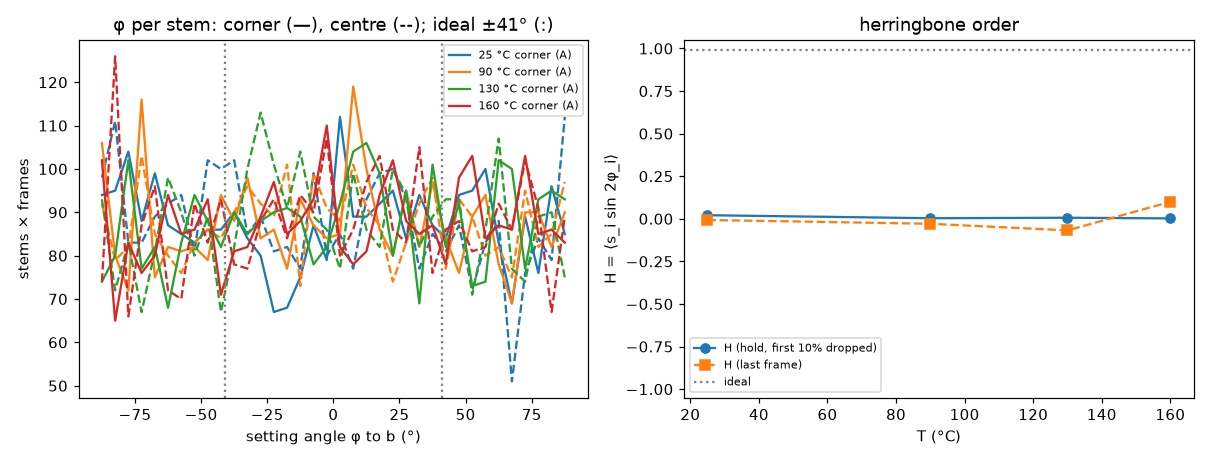 φ per stem: corner (—), centre (--); ideal ±41° (:)
stems × frames
120
110
100
90
80
70
60
50
−75
−50
−25
0
25
50
75
setting angle φ to b (°)
25 °C corner (A)
90 °C corner (A)
130 °C corner (A)
160 °C corner (A)
herringbone order
H = ⟨s_i sin 2φ_i⟩
1.00
0.75
0.50
0.25
0.00
−0.25
−0.50
−0.75
−1.00
20
40
60
80
100
120
140
160
T (°C)
H (hold, first 10% dropped)
H (last frame)
ideal